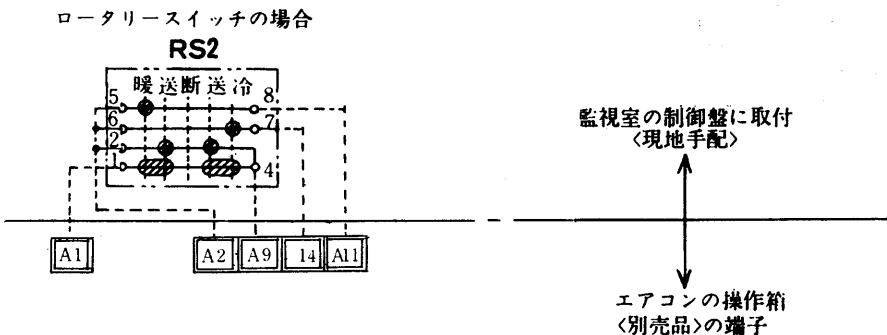 ロータリースイッチの場合
RS2
暖送断送冷
5 8
6 7
2
1 4
A1 A2 A9 14 A11
監視室の制御盤に取付
〈現地手配〉
エアコンの操作箱
〈別売品〉の端子